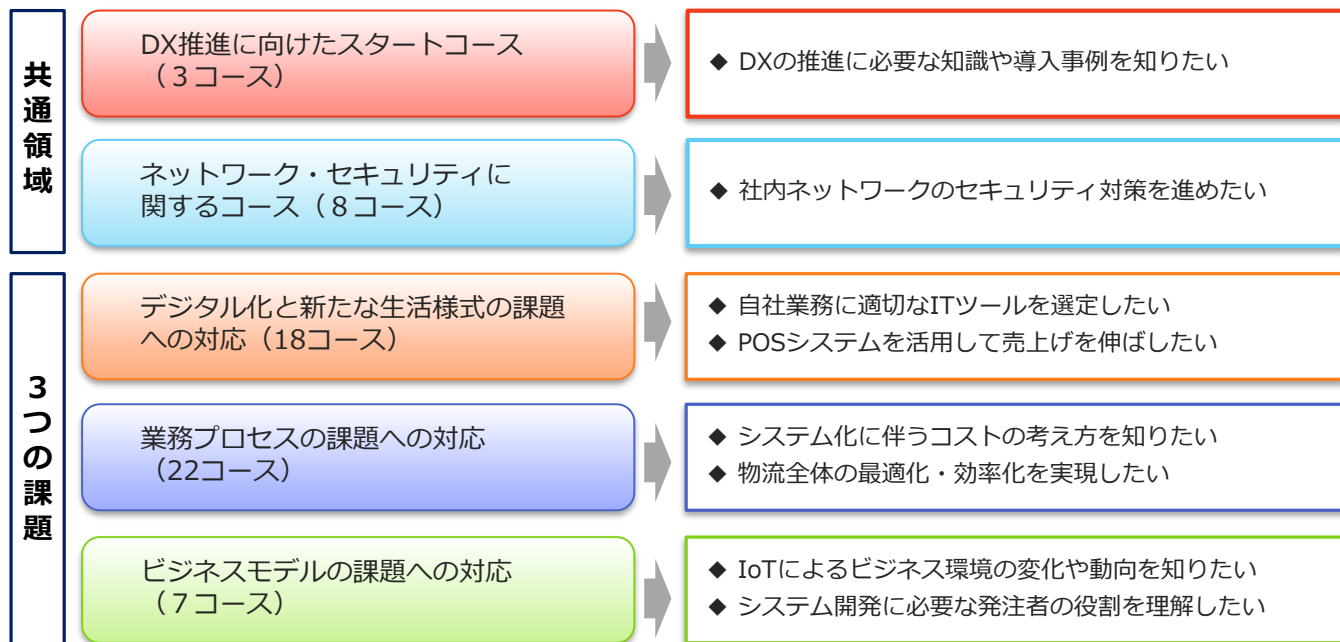 共通領域
DX推進に向けたスタートコース
（３コース）
◆ DXの推進に必要な知識や導入事例を知りたい
ネットワーク・セキュリティに
関するコース（８コース）
◆ 社内ネットワークのセキュリティ対策を進めたい
３つの課題
デジタル化と新たな生活様式の課題
への対応（18コース）
◆ 自社業務に適切なITツールを選定したい
◆ POSシステムを活用して売上げを伸ばしたい
業務プロセスの課題への対応
（22コース）
◆ システム化に伴うコストの考え方を知りたい
◆ 物流全体の最適化・効率化を実現したい
ビジネスモデルの課題への対応
（７コース）
◆ IoTによるビジネス環境の変化や動向を知りたい
◆ システム開発に必要な発注者の役割を理解したい